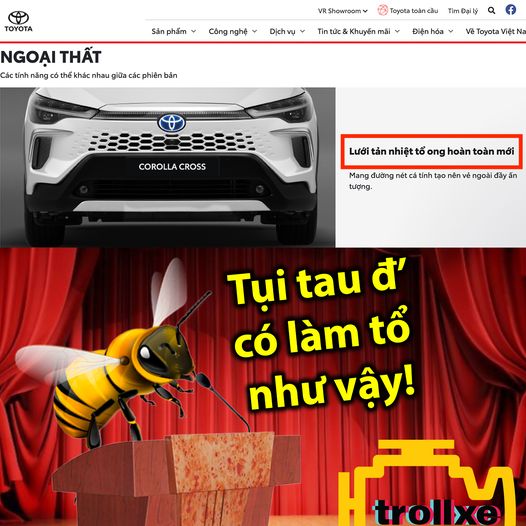 VR Showroom
Toyota toàn cầu
Tìm Đại lý
TOYOTA
Sản phẩm
Công nghệ
Dịch vụ
Tin tức & Khuyến mãi
Điện hóa
Về Toyota Việt Na
NGOẠI THẤT
Các tính năng có thể khác nhau giữa các phiên bản
COROLLA CROSS
Lưới tản nhiệt tổ ong hoàn toàn mới
Mang đường nét cá tính tạo nên vẻ ngoài đầy ấn
tượng.
Tụi tau đ’
có làm tổ
như vậy!
trollxe